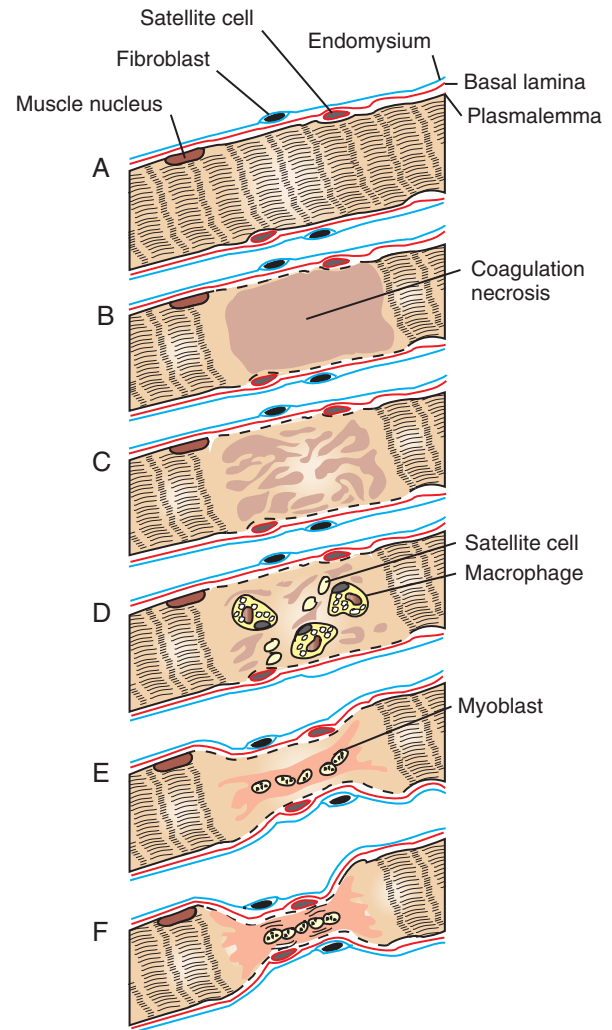 Satellite cell
Endomysium
Fibroblast
Basal lamina
Muscle nucleus
Plasmalemma
A
Coagulation
necrosis
B
C
Satellite cell
Macrophage
D
Myoblast
E
F